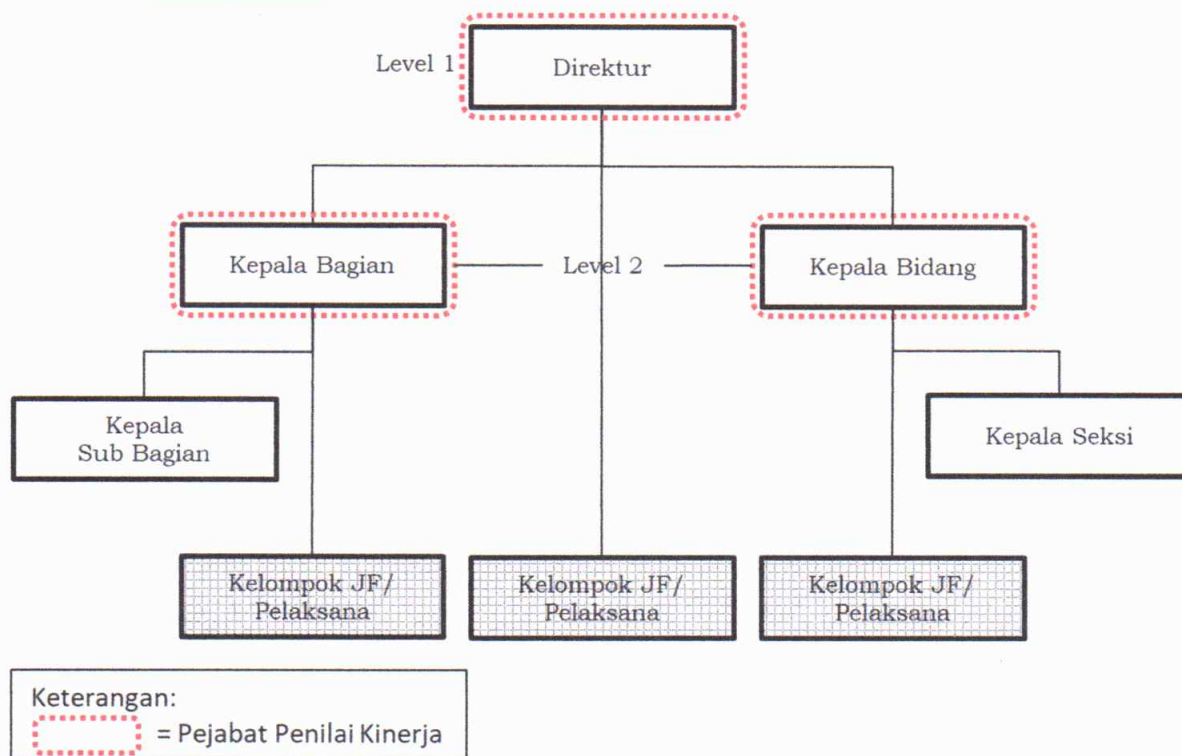 Level 1
Direktur
Kepala Bagian
Level 2
Kepala Bidang
Kepala
Sub Bagian
Kepala Seksi
Kelompok JF/
Pelaksana
Kelompok JF/
Pelaksana
Kelompok JF/
Pelaksana
Keterangan:
= Pejabat Penilai Kinerja